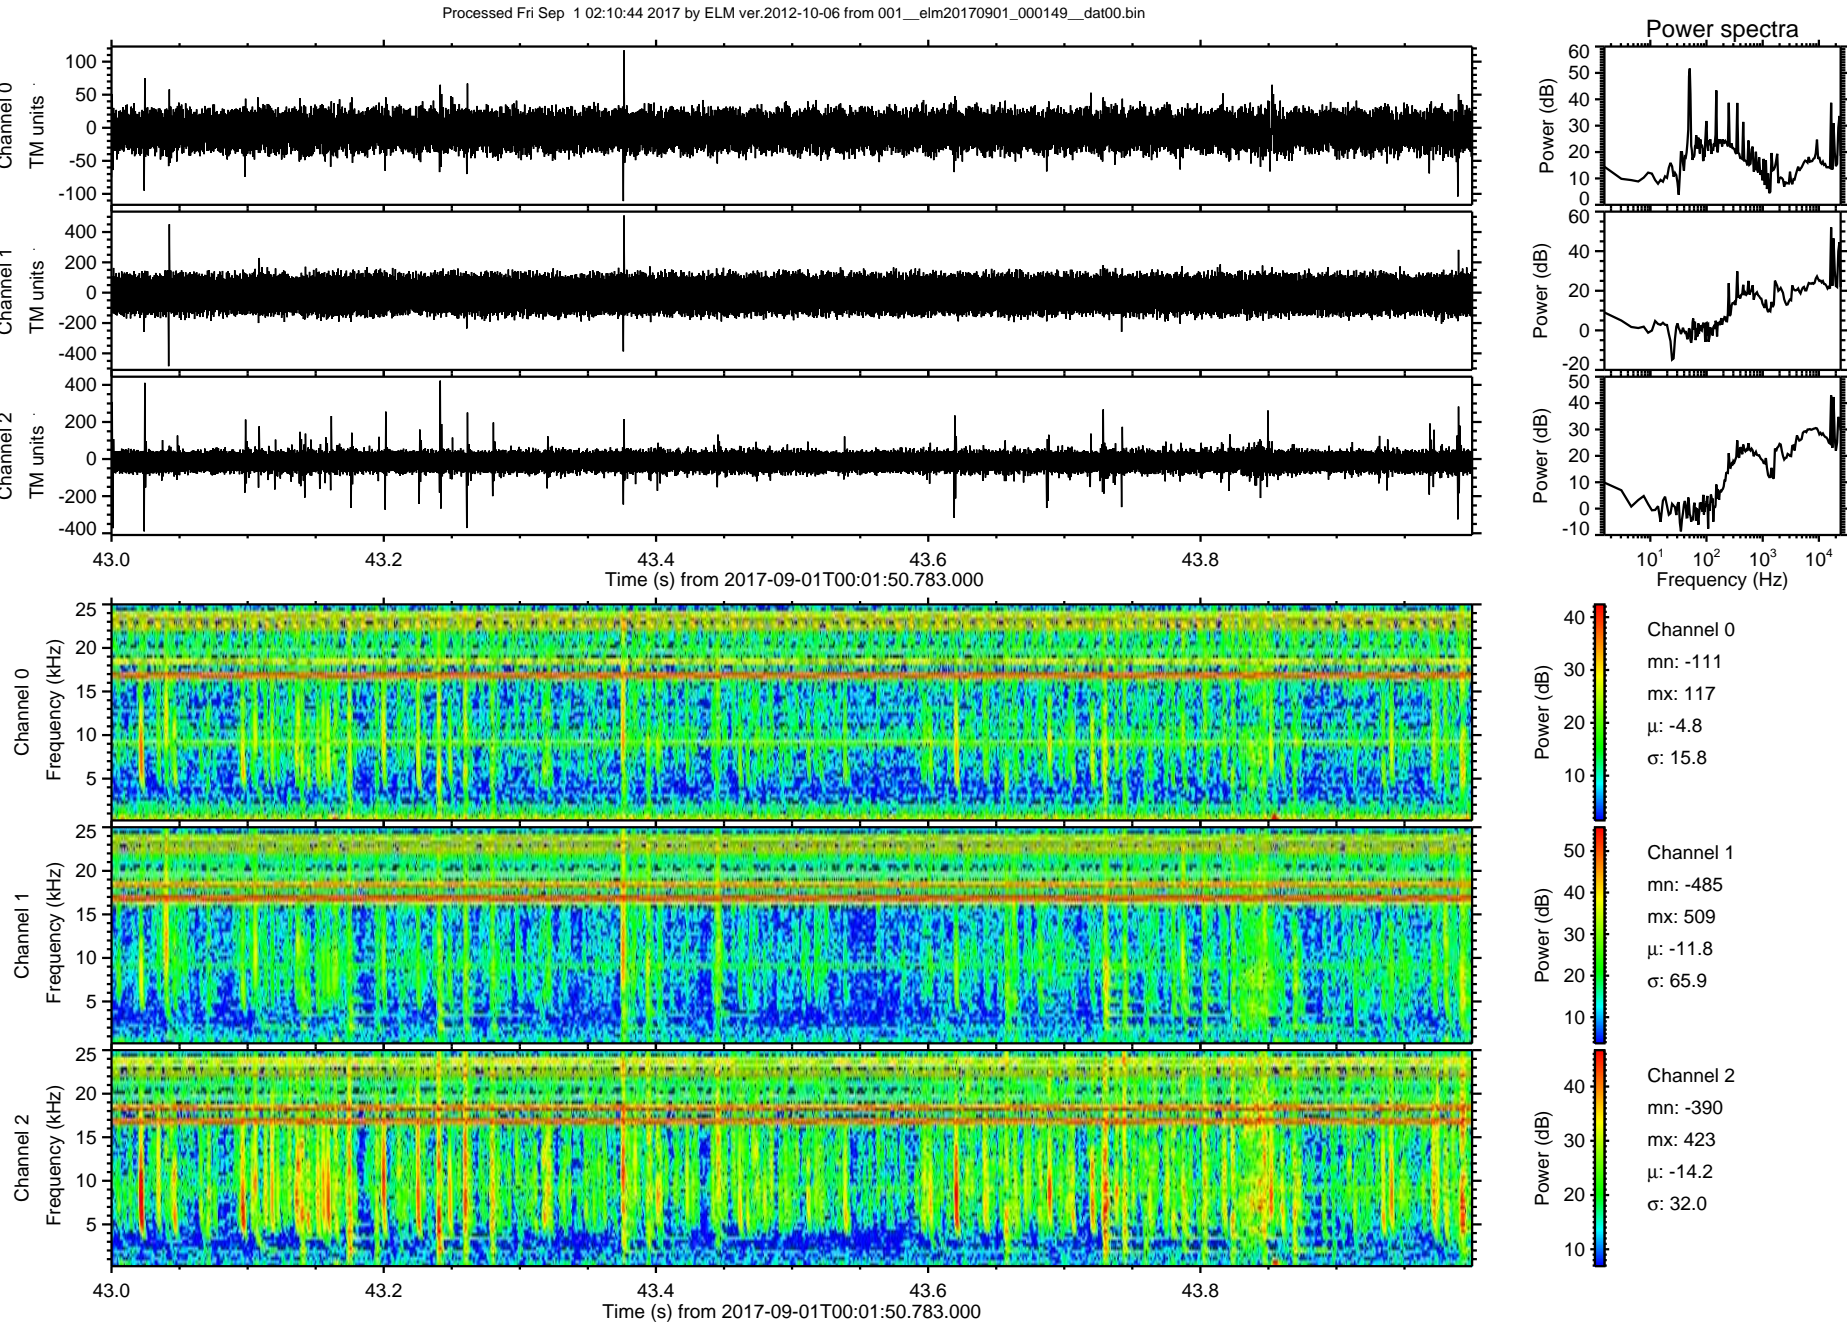 Processed Fri Sep  1 02:10:44 2017 by ELM ver.2012-10-06 from 001__elm20170901_000149__dat00.bin
Power spectra
Channel 0
TM units
100
50
0
-50
-100
Power (dB)
60
50
40
30
20
10
0
Channel 1
TM units
400
200
0
-200
-400
Power (dB)
60
40
20
0
-20
Channel 2
TM units
400
200
0
-200
-400
Power (dB)
50
40
30
20
10
0
-10
43.0 43.2 43.4 43.6 43.8
Time (s) from 2017-09-01T00:01:50.783.000
10¹ 10² 10³ 10⁴
Frequency (Hz)
Channel 0
Frequency (kHz)
25
20
15
10
5
Power (dB)
40
30
20
10
Channel 0
mn: -111
mx: 117
μ: -4.8
σ: 15.8
Channel 1
Frequency (kHz)
25
20
15
10
5
Power (dB)
50
40
30
20
10
Channel 1
mn: -485
mx: 509
μ: -11.8
σ: 65.9
Channel 2
Frequency (kHz)
25
20
15
10
5
Power (dB)
40
30
20
10
Channel 2
mn: -390
mx: 423
μ: -14.2
σ: 32.0
43.0 43.2 43.4 43.6 43.8
Time (s) from 2017-09-01T00:01:50.783.000